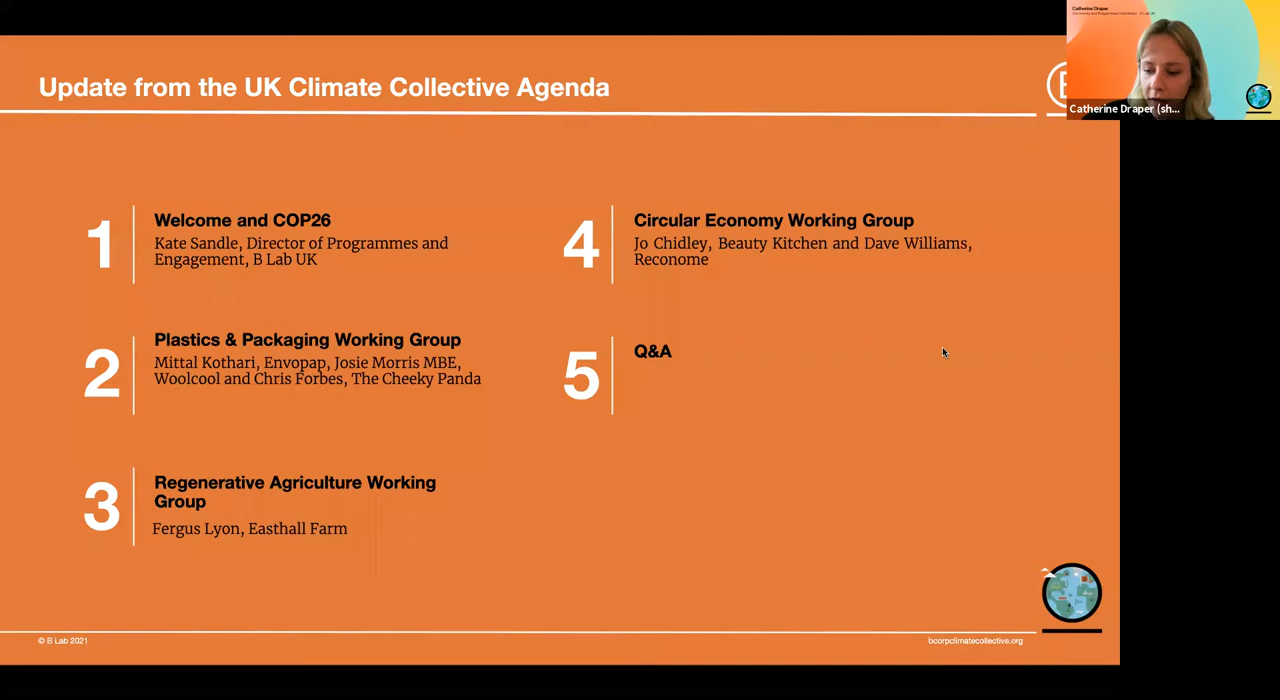 Update from the UK Climate Collective Agenda
Catherine Draper
Catherine Draper (sh...
1
Welcome and COP26
Kate Sandle, Director of Programmes and
Engagement, B Lab UK
2
Plastics & Packaging Working Group
Mittal Kothari, Envopap, Josie Morris MBE,
Woolcool and Chris Forbes, The Cheeky Panda
3
Regenerative Agriculture Working
Group
Fergus Lyon, Easthall Farm
4
Circular Economy Working Group
Jo Chidley, Beauty Kitchen and Dave Williams,
Reconome
5
Q&A
© B Lab 2021
bcorpclimatecollective.org